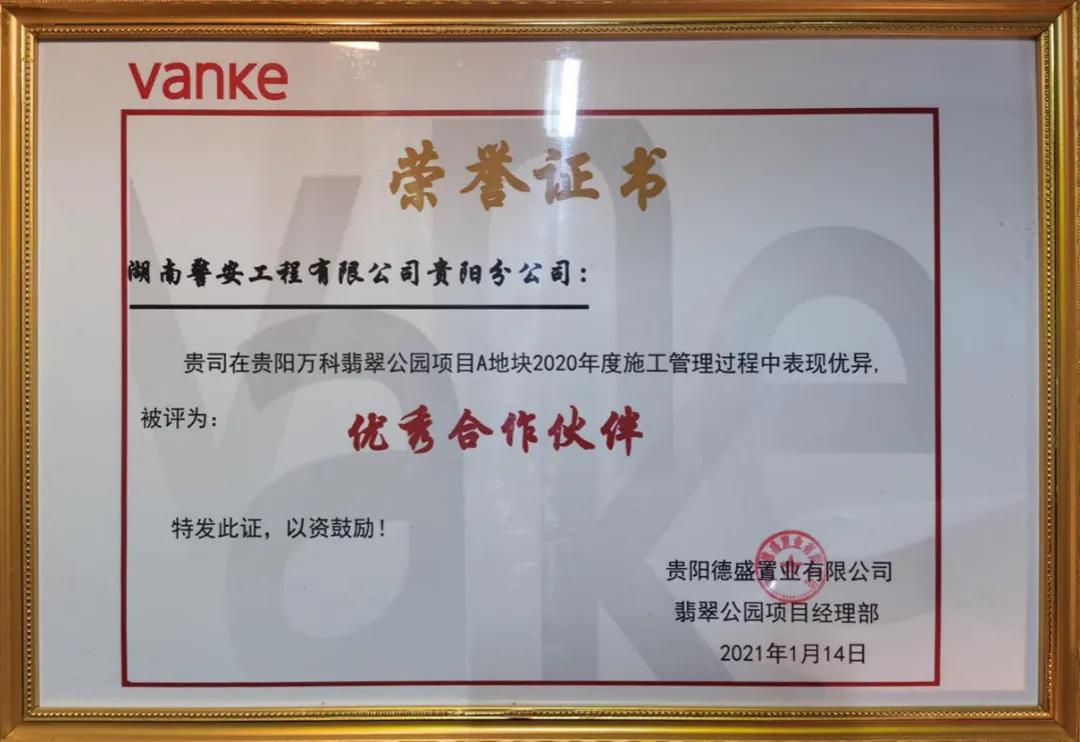 vanke
荣誉证书
湖南警安工程有限公司贵阳分公司:
贵司在贵阳万科翡翠公园项目A地块2020年度施工管理过程中表现优异,
被评为:
优秀合作伙伴
特发此证，以资鼓励！
贵阳德盛置业有限公司
翡翠公园项目经理部
2021年1月14日